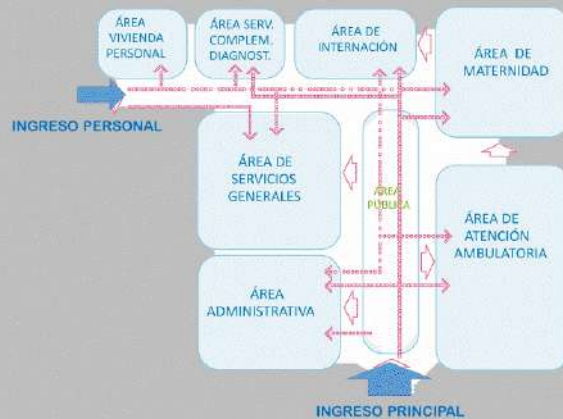 ÁREA
VIVIENDA
PERSONAL
ÁREA SERV.
COMPLEM.
DIAGNOST.
ÁREA DE
INTERNACIÓN
ÁREA DE
MATERNIDAD
INGRESO PERSONAL
ÁREA DE
SERVICIOS
GENERALES
ÁREA
PÚBLICA
ÁREA DE
ATENCIÓN
AMBULATORIA
ÁREA
ADMINISTRATIVA
INGRESO PRINCIPAL